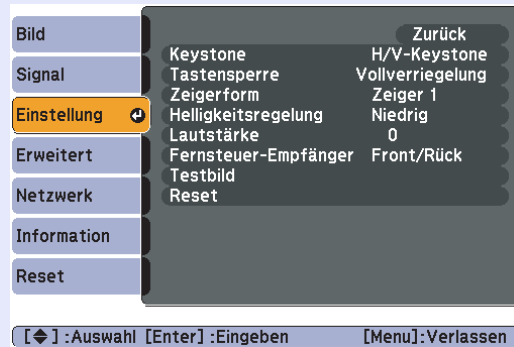 Bild
Signal
Einstellung
Erweitert
Netzwerk
Information
Reset
Zurück
Keystone H/V-Keystone
Tastensperre Vollverriegelung
Zeigerform Zeiger 1
Helligkeitsregelung Niedrig
Lautstärke 0
Fernsteuer-Empfänger Front/Rück
Testbild
Reset
[◆] :Auswahl [Enter] :Eingeben [Menu]:Verlassen